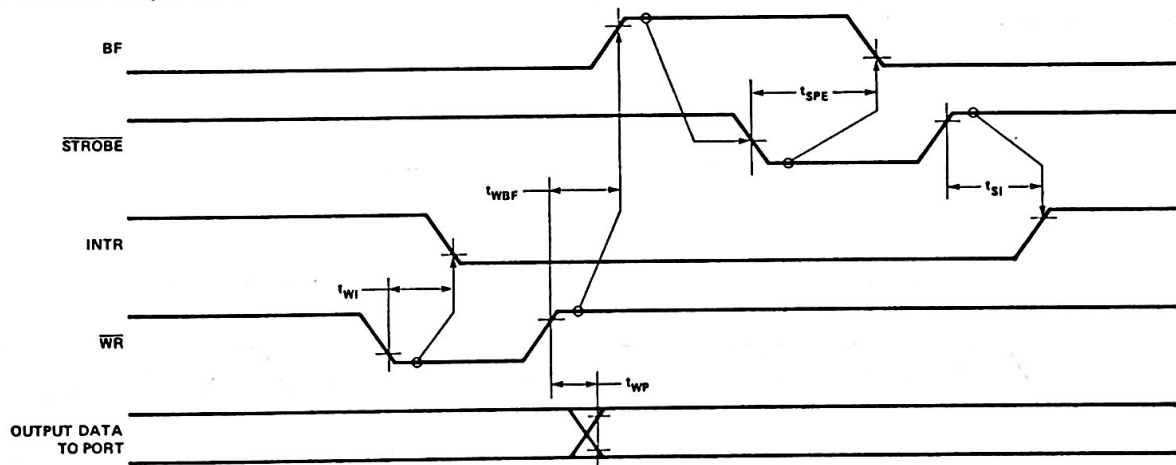 BF
tSPE
STROBE
tWBF
tSI
INTR
tWI
WR
tWP
OUTPUT DATA
TO PORT